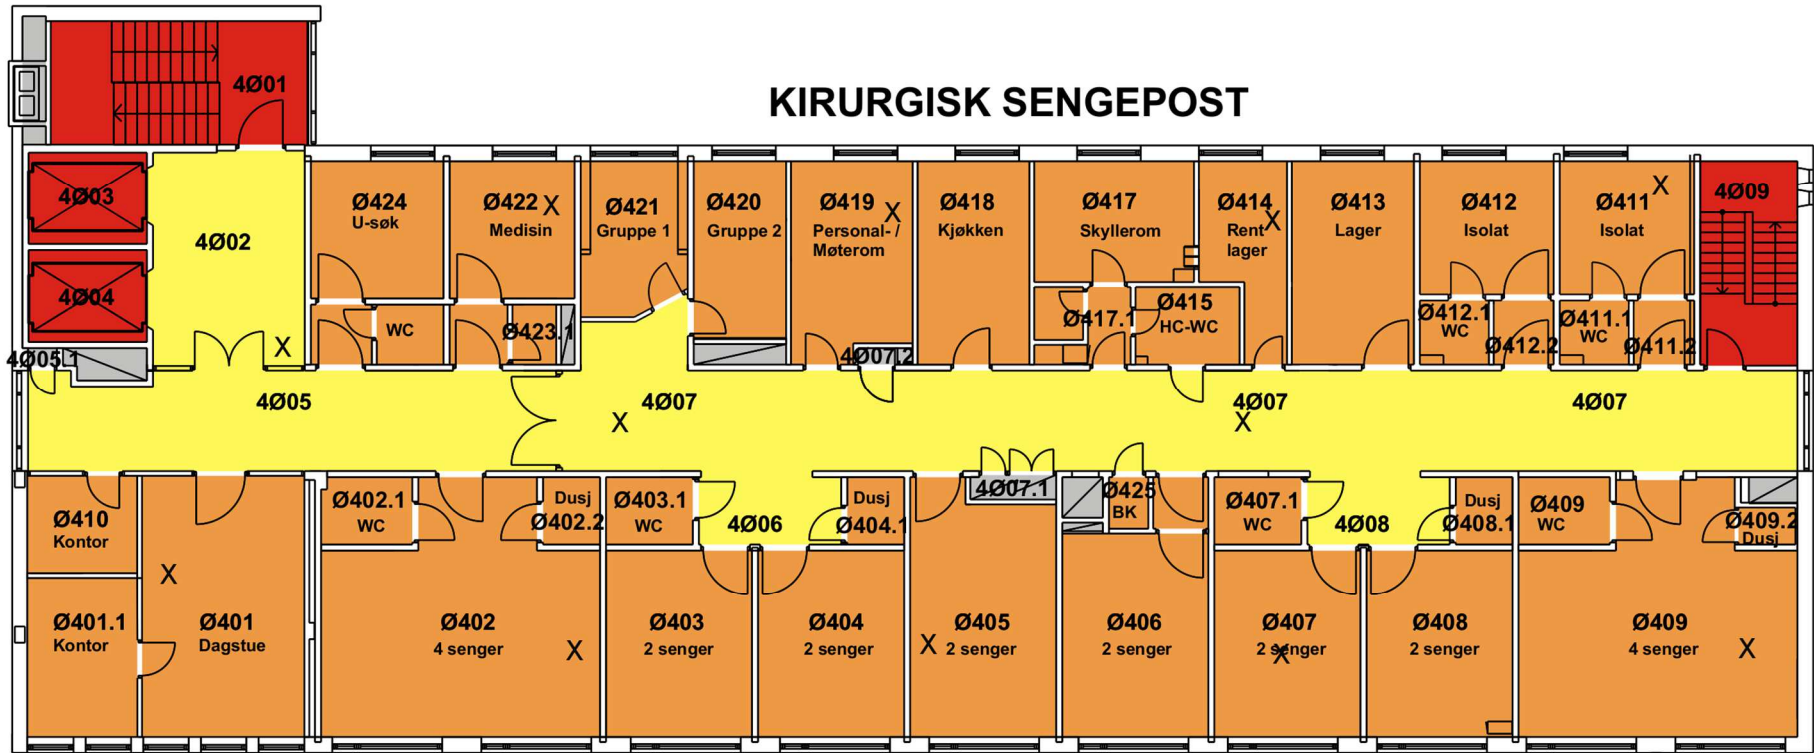 KIRURGISK SENGEPOST
4Ø01
4Ø03
4Ø02
4Ø04
Ø424
U-søk
Ø422
X
Medisin
Ø421
Gruppe 1
Ø420
Gruppe 2
Ø419
X
Personal- /
Møterom
Ø418
Kjøkken
Ø417
Skyllerom
Ø414
X
Rent
lager
Ø413
Lager
Ø412
Isolat
Ø411
X
Isolat
4Ø09
WC
Ø423.1
Ø417.1
Ø415
HC-WC
Ø412.1
WC
Ø412.2
Ø411.1
WC
Ø411.2
X
4Ø05.1
4Ø07.2
4Ø05
X
4Ø07
4Ø07
X
4Ø07
Ø410
Kontor
Ø402.1
WC
Dusj
Ø402.2
Ø403.1
WC
4Ø06
Dusj
Ø404.1
4Ø07.1
Ø425
BK
Ø407.1
WC
4Ø08
Dusj
Ø408.1
Ø409
WC
Ø409.2
Dusj
X
Ø401.1
Kontor
Ø401
Dagstue
Ø402
4 senger
X
Ø403
2 senger
Ø404
2 senger
Ø405
X
2 senger
Ø406
2 senger
Ø407
2 senger
X
Ø408
2 senger
Ø409
4 senger
X